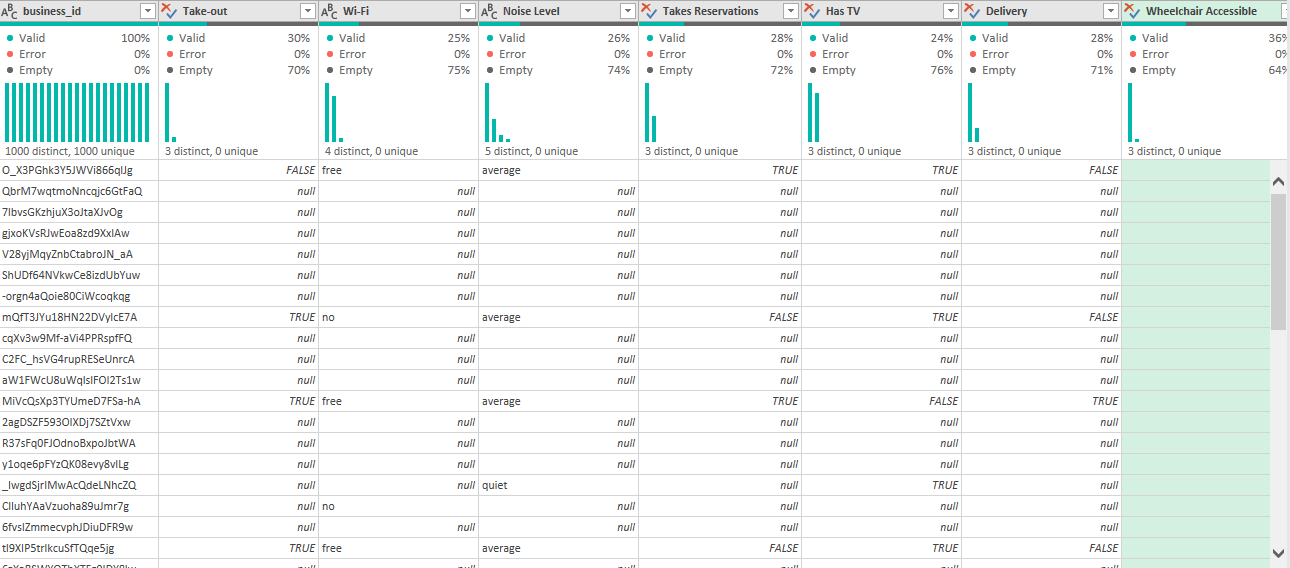 business_id Take-out Wi-Fi Noise Level Takes Reservations Has TV Delivery Wheelchair Accessible
Valid 100% Valid 30% Valid 25% Valid 26% Valid 28% Valid 24% Valid 28% Valid 36%
Error 0% Error 0% Error 0% Error 0% Error 0% Error 0% Error 0% Error 0%
Empty 0% Empty 70% Empty 75% Empty 74% Empty 72% Empty 76% Empty 71% Empty 64%
1000 distinct, 1000 unique 3 distinct, 0 unique 4 distinct, 0 unique 5 distinct, 0 unique 3 distinct, 0 unique 3 distinct, 0 unique 3 distinct, 0 unique 3 distinct, 0 unique
O_X3PGhk3Y5JWVi866qlJg FALSE free average TRUE TRUE FALSE
QbrM7wqtmoNncqjc6GtFaQ null null null null null null
7lbvsGKzhjuX3oJtaXJvOg null null null null null null
gjxoKVsRJwEoa8zd9XxlAw null null null null null null
V28yjMqyZnbCtabroJN_aA null null null null null null
ShUDf64NVkwCe8izdUbYuw null null null null null null
-orgn4aQoie80CiWcoqkqg null null null null null null
mQfT3JYu18HN22DVylcE7A TRUE no average FALSE TRUE FALSE
cqXv3w9Mf-aVi4PPRspfFQ null null null null null null
C2FC_hsVG4rupRESeUnrcA null null null null null null
aW1FWcU8uWqlsIFOI2Ts1w null null null null null null
MiVcQsXp3TYUmeD7FSa-hA TRUE free average TRUE FALSE TRUE
2agDSZF593OlXDj7SZtVxw null null null null null null
R37sFq0FJOdnoBxpoJbtWA null null null null null null
y1oqe6pFYzQK08evy8vlLg null null null null null null
_IwgdSjrIMwAcQdeLNhcZQ null null quiet null TRUE null
ClluhYAaVzuoha89uJmr7g null no null null null null
6fvsIZmmecvphJDiuDFR9w null null null null null null
tI9XIP5trlkcuSfTQqe5jg TRUE free average FALSE TRUE FALSE